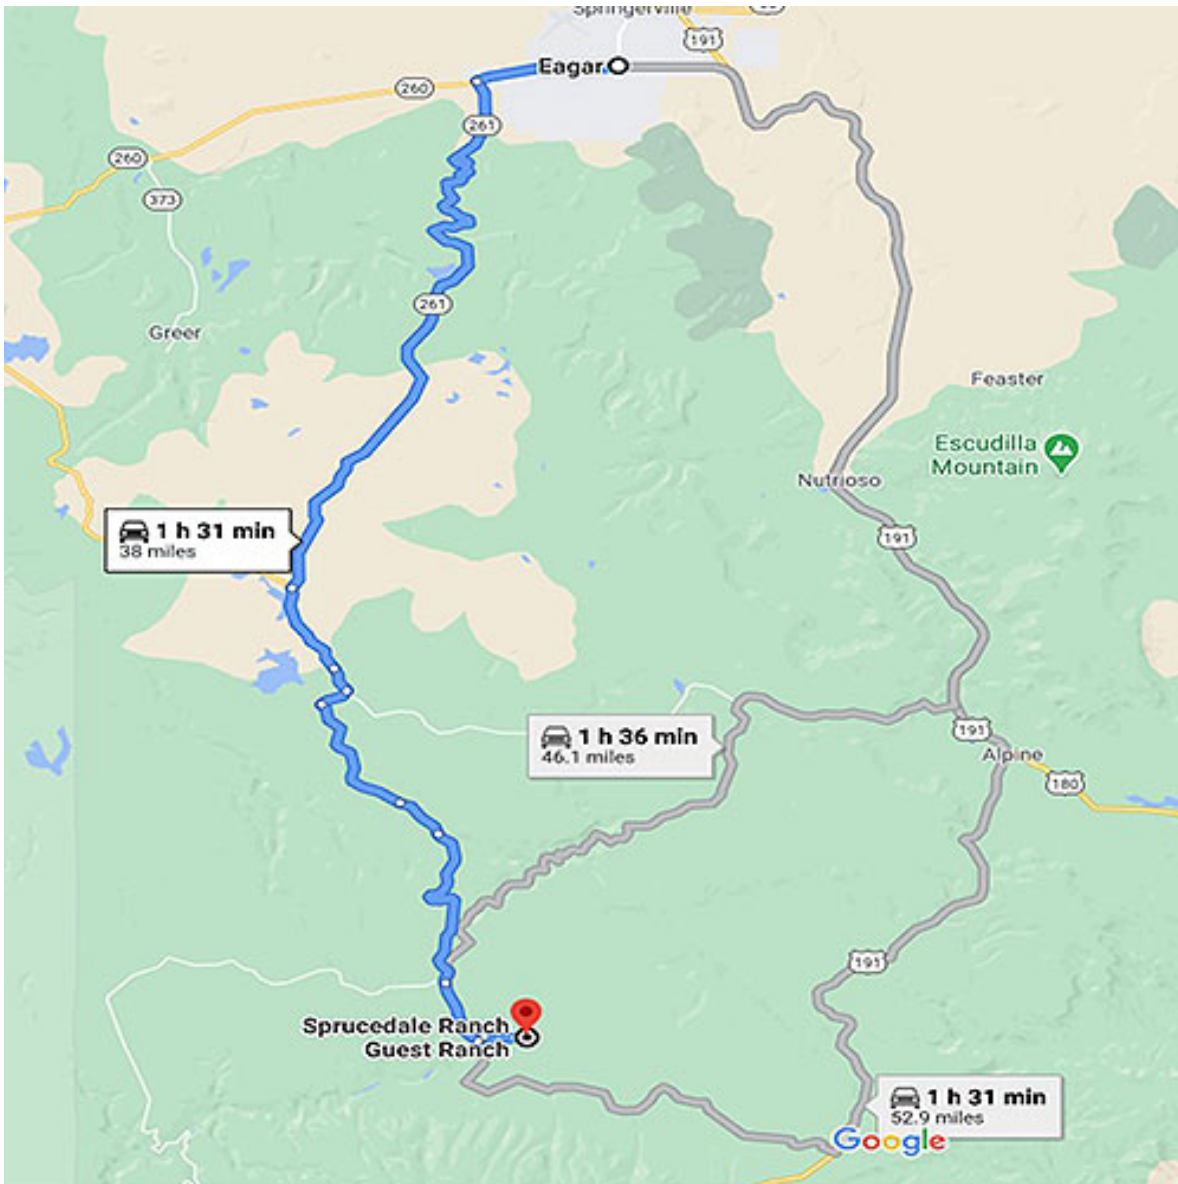 Springerville
191
Eagar
260
261
260
373
261
Greer
Feaster
Escudilla
Mountain
Nutrioso
1 h 31 min
38 miles
191
1 h 36 min
46.1 miles
191
Alpine
180
191
Sprucedale Ranch
Guest Ranch
1 h 31 min
52.9 miles
Google